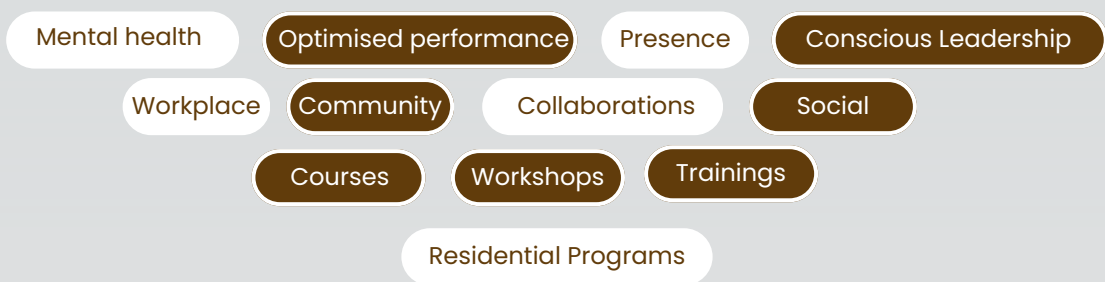 Mental health Optimised performance Presence Conscious Leadership
Workplace Community Collaborations Social
Courses Workshops Trainings
Residential Programs